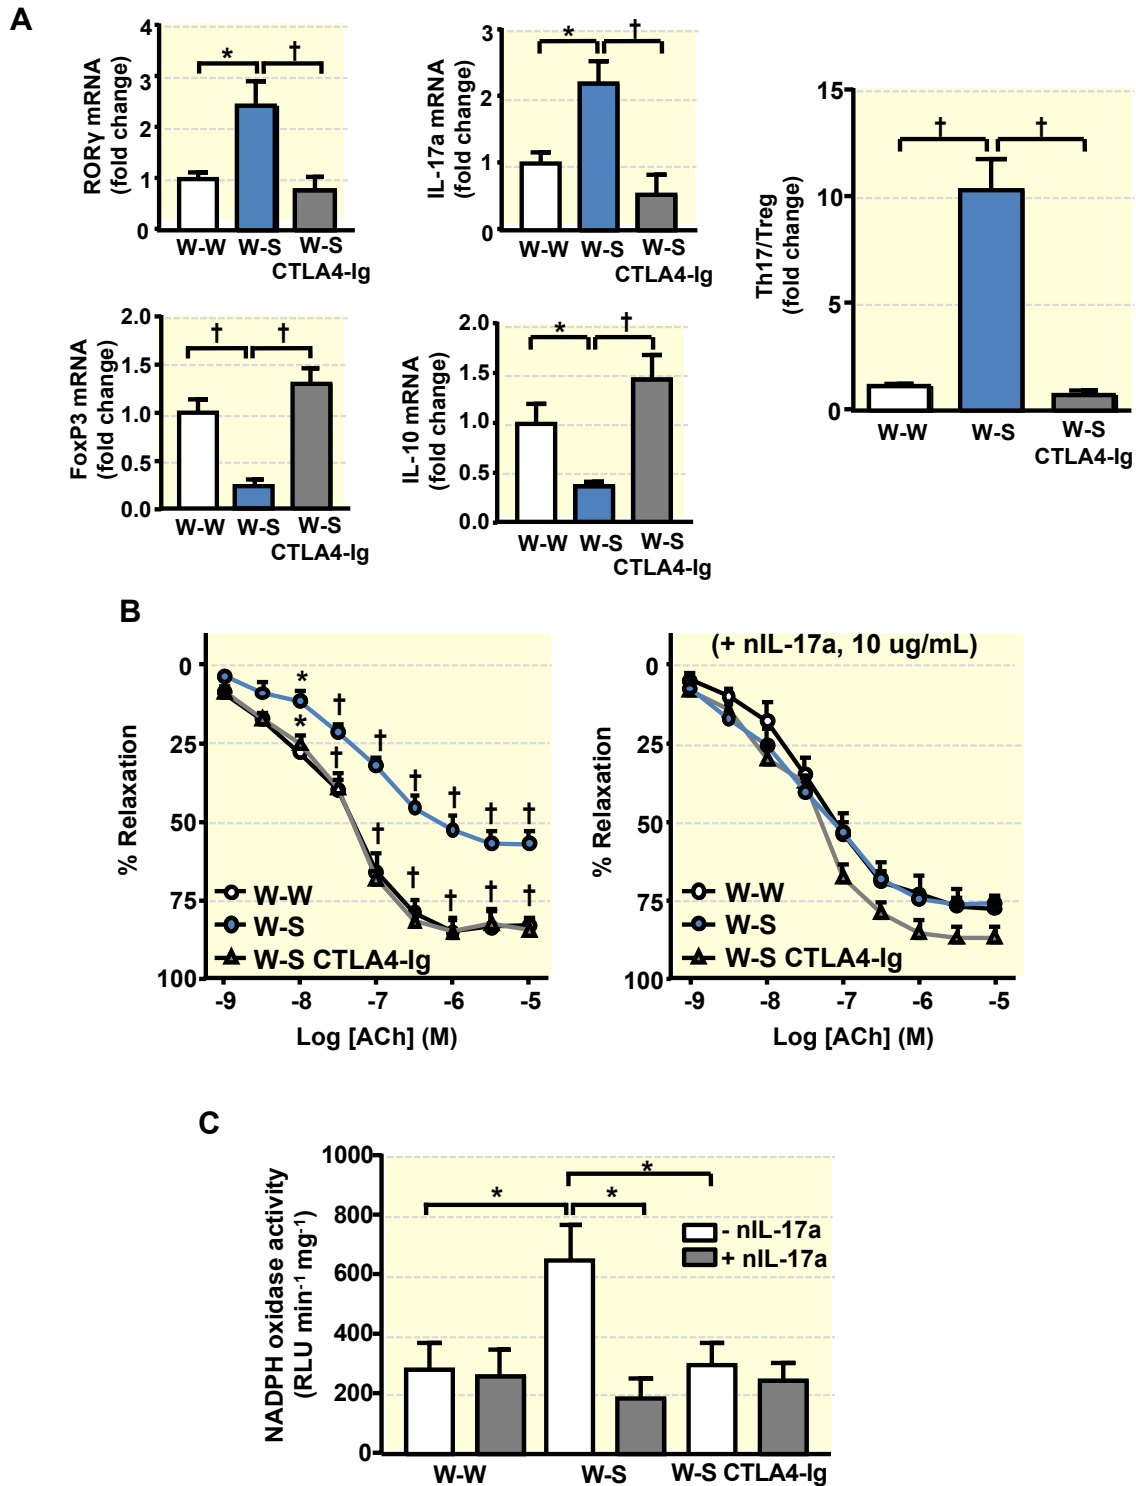 A
RORγ mRNA
(fold change)
4
3
2
1
0
*
†
W-W
W-S
W-S
CTLA4-Ig
IL-17a mRNA
(fold change)
3
2
1
0
*
†
W-W
W-S
W-S
CTLA4-Ig
Th17/Treg
(fold change)
15
10
5
0
†
†
W-W
W-S
W-S
CTLA4-Ig
FoxP3 mRNA
(fold change)
2.0
1.5
1.0
0.5
0.0
†
†
W-W
W-S
W-S
CTLA4-Ig
IL-10 mRNA
(fold change)
2.0
1.5
1.0
0.5
0.0
*
†
W-W
W-S
W-S
CTLA4-Ig
B
% Relaxation
0
25
50
75
100
*
†
†
†
†
†
†
*
†
†
†
†
†
†
W-W
W-S
W-S CTLA4-Ig
-9
-8
-7
-6
-5
Log [ACh] (M)
(+ nIL-17a, 10 ug/mL)
% Relaxation
0
25
50
75
100
W-W
W-S
W-S CTLA4-Ig
-9
-8
-7
-6
-5
Log [ACh] (M)
C
NADPH oxidase activity
(RLU min⁻¹ mg⁻¹)
1000
800
600
400
200
0
*
*
*
- nIL-17a
+ nIL-17a
W-W
W-S
W-S CTLA4-Ig